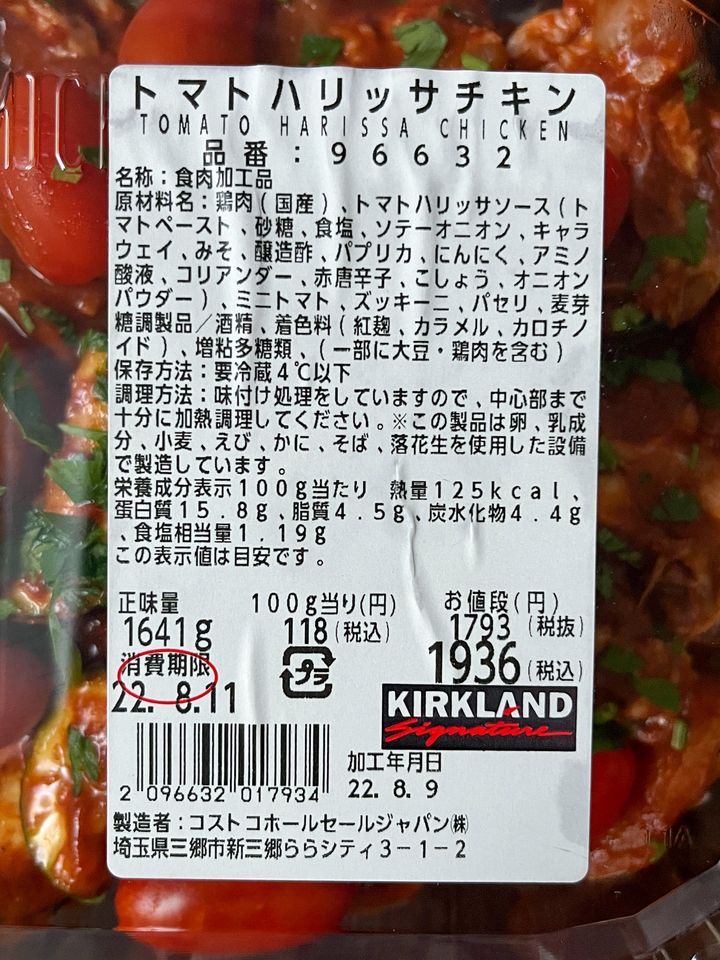 トマトハリッサチキン
TOMATO HARISSA CHICKEN
品番:96632
名称:食肉加工品
原材料名:鶏肉(国産)、トマトハリッサソース(ト
マトペースト、砂糖、食塩、ソテーオニオン、キャラ
ウェイ、みそ、醸造酢、パプリカ、にんにく、アミノ
酸液、コリアンダー、赤唐辛子、こしょう、オニオン
パウダー)、ミニトマト、ズッキーニ、パセリ、麦芽
糖調製品/酒精、着色料(紅麹、カラメル、カロチノ
イド)、増粘多糖類、(一部に大豆・鶏肉を含む)
保存方法:要冷蔵4℃以下
調理方法:味付け処理をしていますので、中心部まで
十分に加熱調理してください。※この製品は卵、乳成
分、小麦、えび、かに、そば、落花生を使用した設備
で製造しています。
栄養成分表示100g当たり 熱量125kcal、
蛋白質15.8g、脂質4.5g、炭水化物4.4g
、食塩相当量1.19g
この表示値は目安です。
正味量 100g当り(円) お値段(円)
1641g 118(税込) 1793(税抜)
消費期限 プラ 1936(税込)
22. 8.11
KIRKLAND
Signature
加工年月日
2 096632 017934 22. 8. 9
製造者:コストコホールセールジャパン㈱
埼玉県三郷市新三郷ららシティ3-1-2